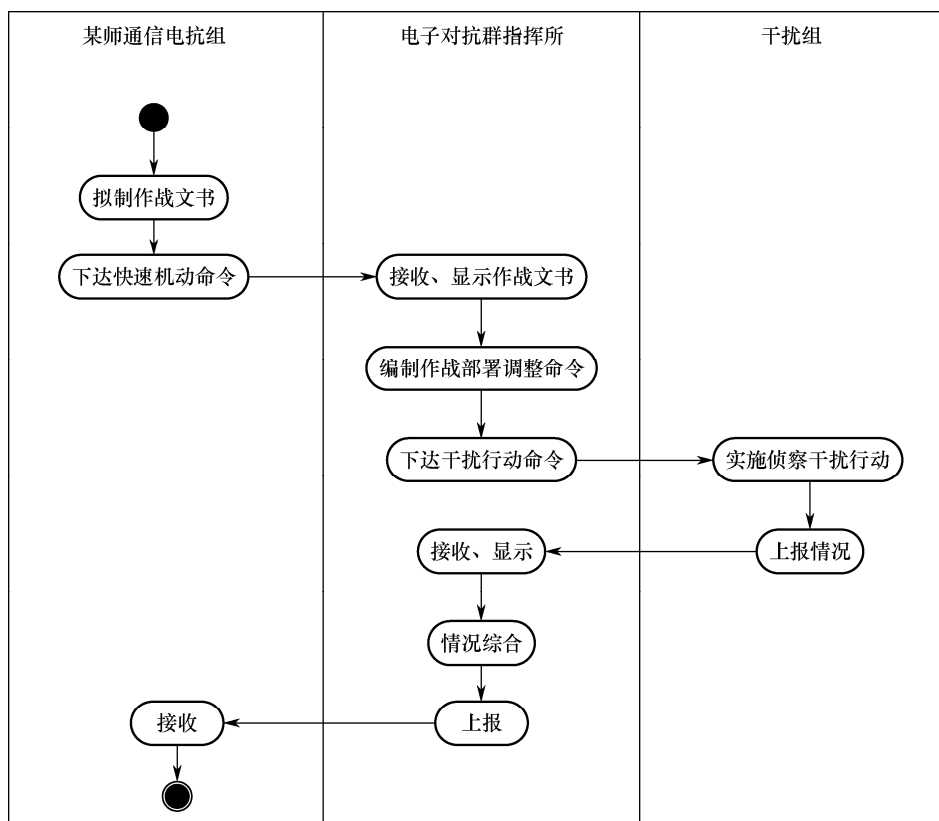 某师通信电抗组
电子对抗群指挥所
干扰组
拟制作战文书
下达快速机动命令
接收、显示作战文书
编制作战部署调整命令
下达干扰行动命令
实施侦察干扰行动
接收、显示
上报情况
情况综合
接收
上报